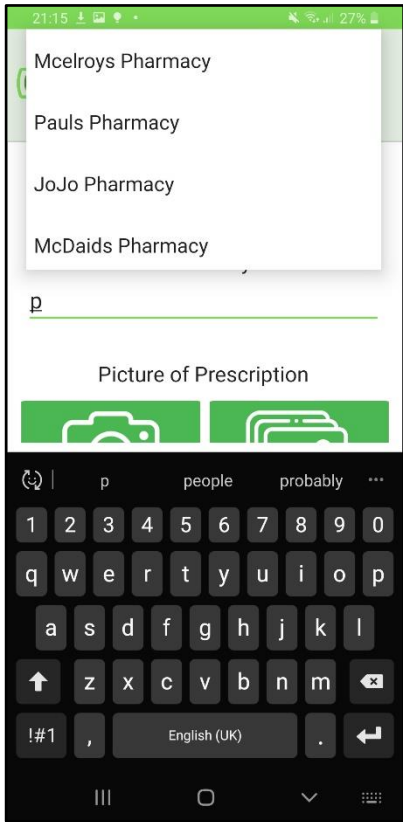 21:15 27%
Mcelroys Pharmacy
Pauls Pharmacy
JoJo Pharmacy
McDaids Pharmacy
p
Picture of Prescription
p people probably ...
1 2 3 4 5 6 7 8 9 0
q w e r t y u i o p
a s d f g h j k l
z x c v b n m
!#1 , English (UK) .